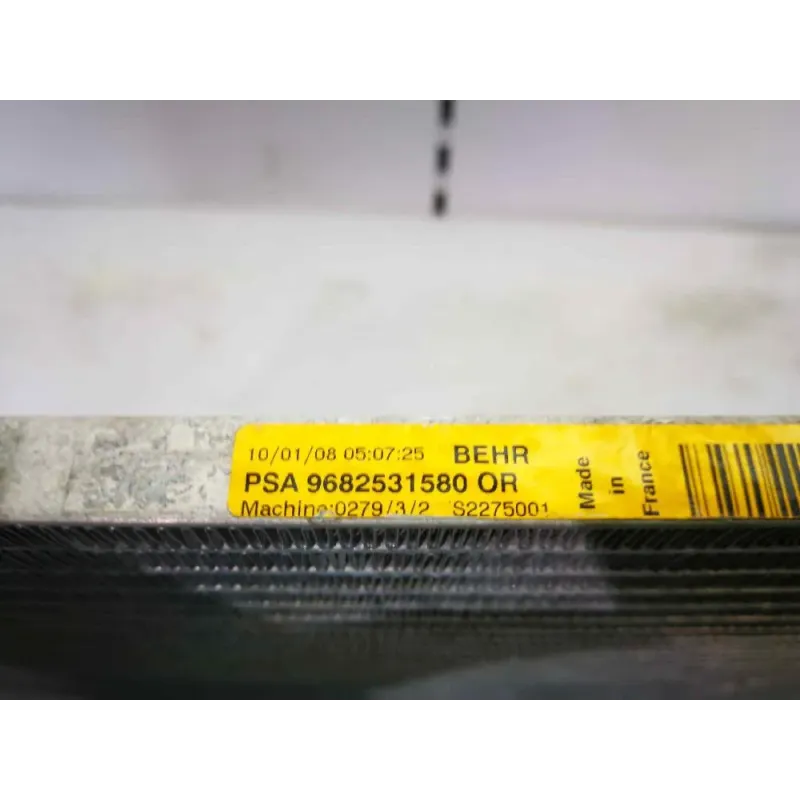 10/01/08 05:07:25 BEHR
PSA 9682531580 OR
Machine:0279/3/2 S2275001
Made
in
France